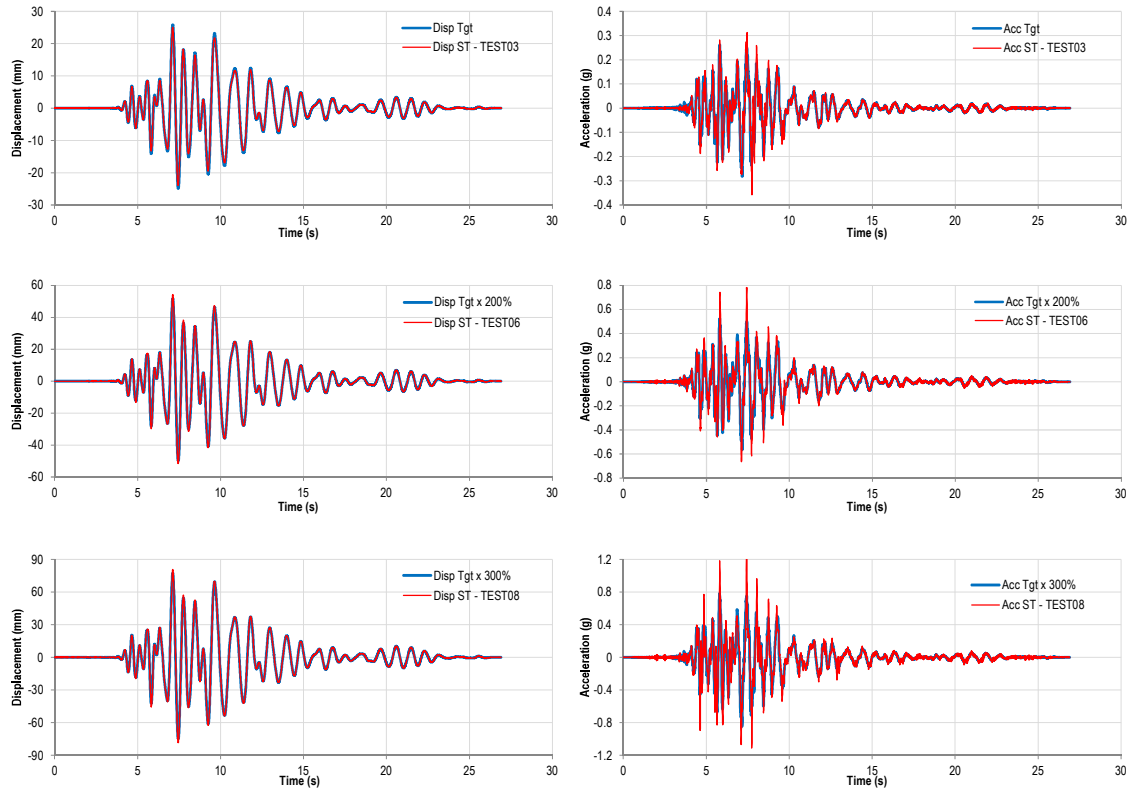 30
20
10
0
-10
-20
-30
Displacement (mm)
Disp Tgt
Disp ST - TEST03
0 5 10 15 20 25 30
Time (s)
0.4
0.3
0.2
0.1
0.0
-0.1
-0.2
-0.3
-0.4
Acceleration (g)
Acc Tgt
Acc ST - TEST03
0 5 10 15 20 25 30
Time (s)
60
40
20
0
-20
-40
-60
Displacement (mm)
Disp Tgt x 200%
Disp ST - TEST06
0 5 10 15 20 25 30
Time (s)
0.8
0.6
0.4
0.2
0.0
-0.2
-0.4
-0.6
-0.8
Acceleration (g)
Acc Tgt x 200%
Acc ST - TEST06
0 5 10 15 20 25 30
Time (s)
90
60
30
0
-30
-60
-90
Displacement (mm)
Disp Tgt x 300%
Disp ST - TEST08
0 5 10 15 20 25 30
Time (s)
1.2
0.8
0.4
0.0
-0.4
-0.8
-1.2
Acceleration (g)
Acc Tgt x 300%
Acc ST - TEST08
0 5 10 15 20 25 30
Time (s)